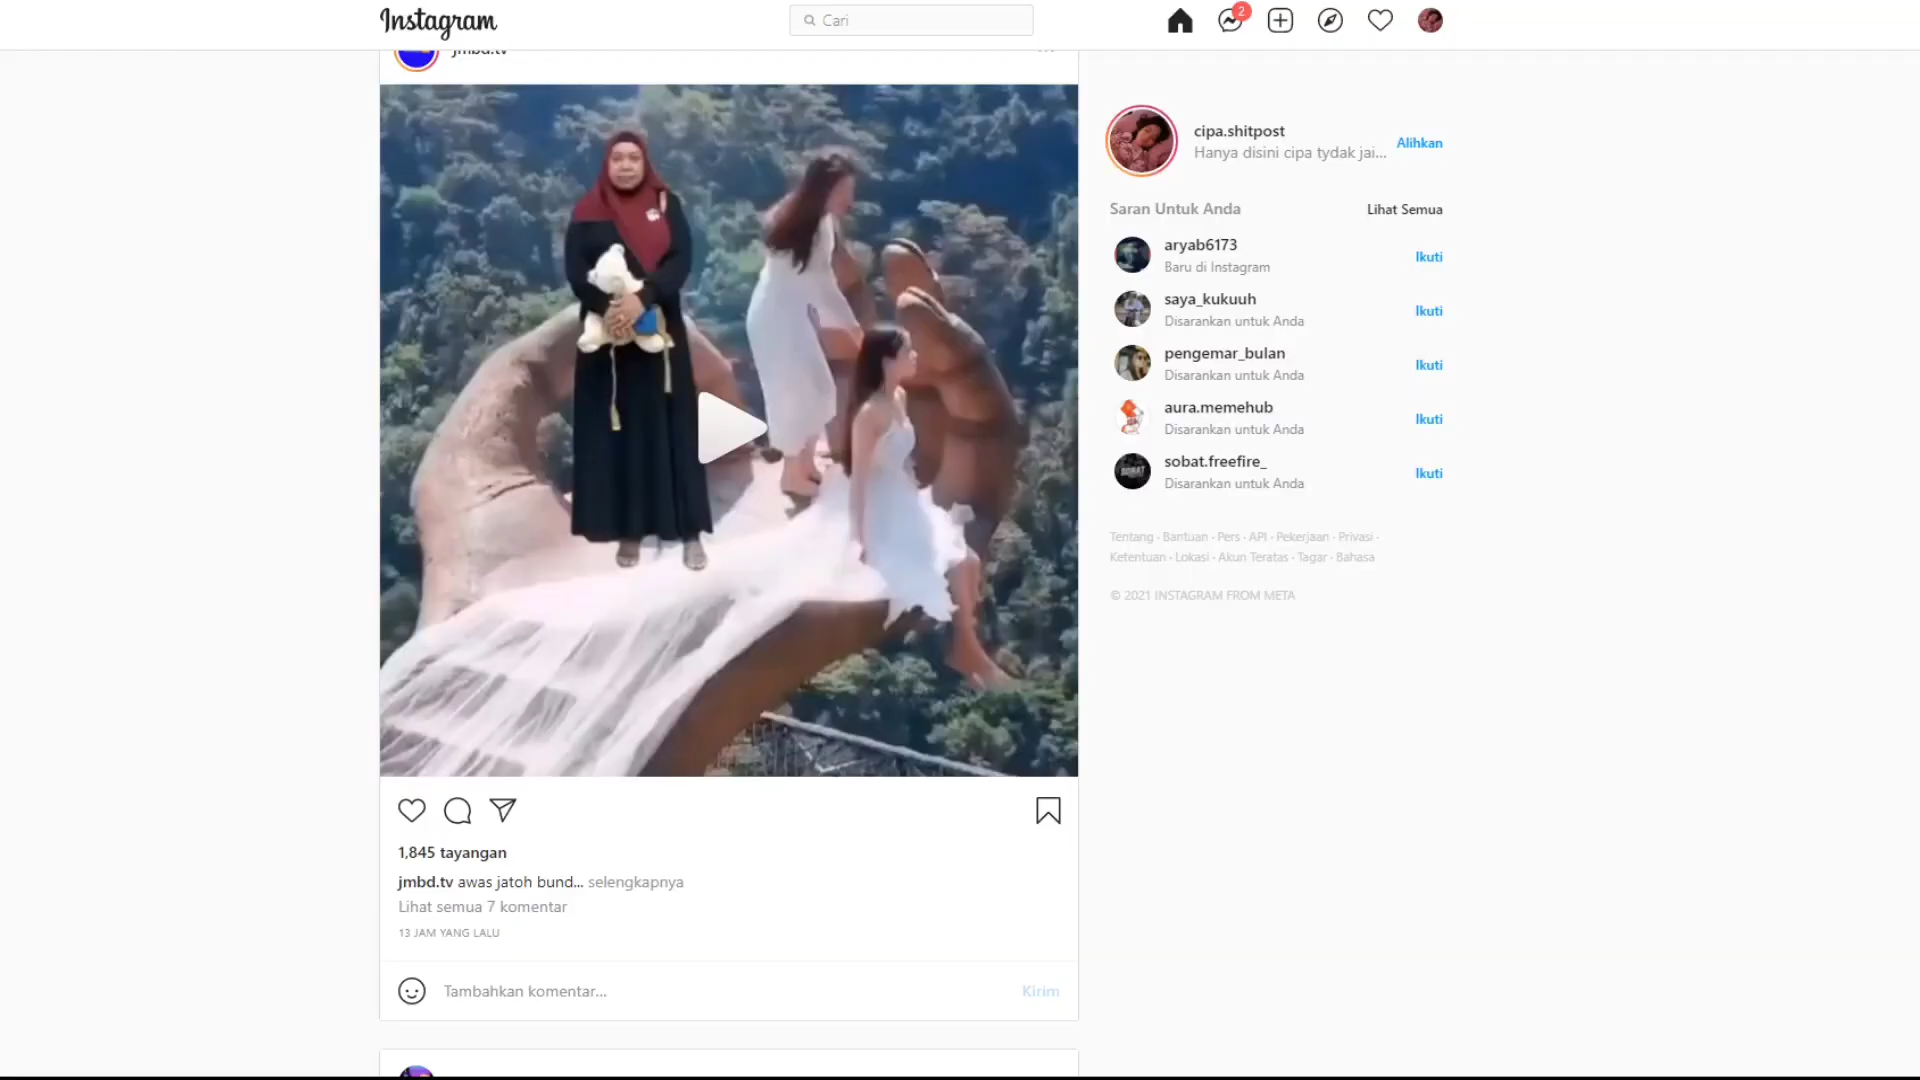 Instagram
Cari
2
jmbd.tv
cipa.shitpost
Hanya disini cipa tydak jai...
Alihkan
Saran Untuk Anda
Lihat Semua
aryab6173
Baru di Instagram
Ikuti
saya_kukuuh
Disarankan untuk Anda
Ikuti
pengemar_bulan
Disarankan untuk Anda
Ikuti
aura.memehub
Disarankan untuk Anda
Ikuti
sobat.freefire_
Disarankan untuk Anda
Ikuti
Tentang · Bantuan · Pers · API · Pekerjaan · Privasi ·
Ketentuan · Lokasi · Akun Teratas · Tagar · Bahasa
© 2021 INSTAGRAM FROM META
1,845 tayangan
jmbd.tv awas jatoh bund... selengkapnya
Lihat semua 7 komentar
13 JAM YANG LALU
Tambahkan komentar...
Kirim